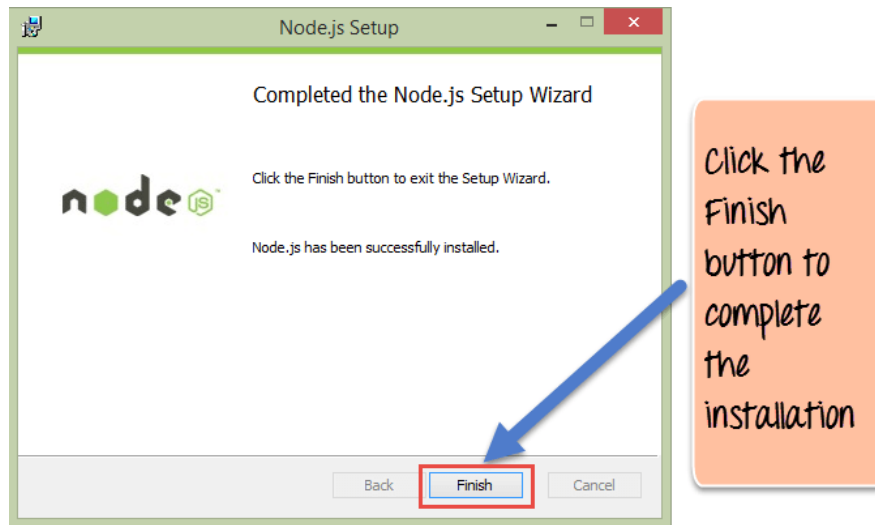 Node.js Setup
Completed the Node.js Setup Wizard
Click the Finish button to exit the Setup Wizard.
node JS
Node.js has been successfully installed.
Back Finish Cancel
Click the
Finish
button to
complete
the
installation